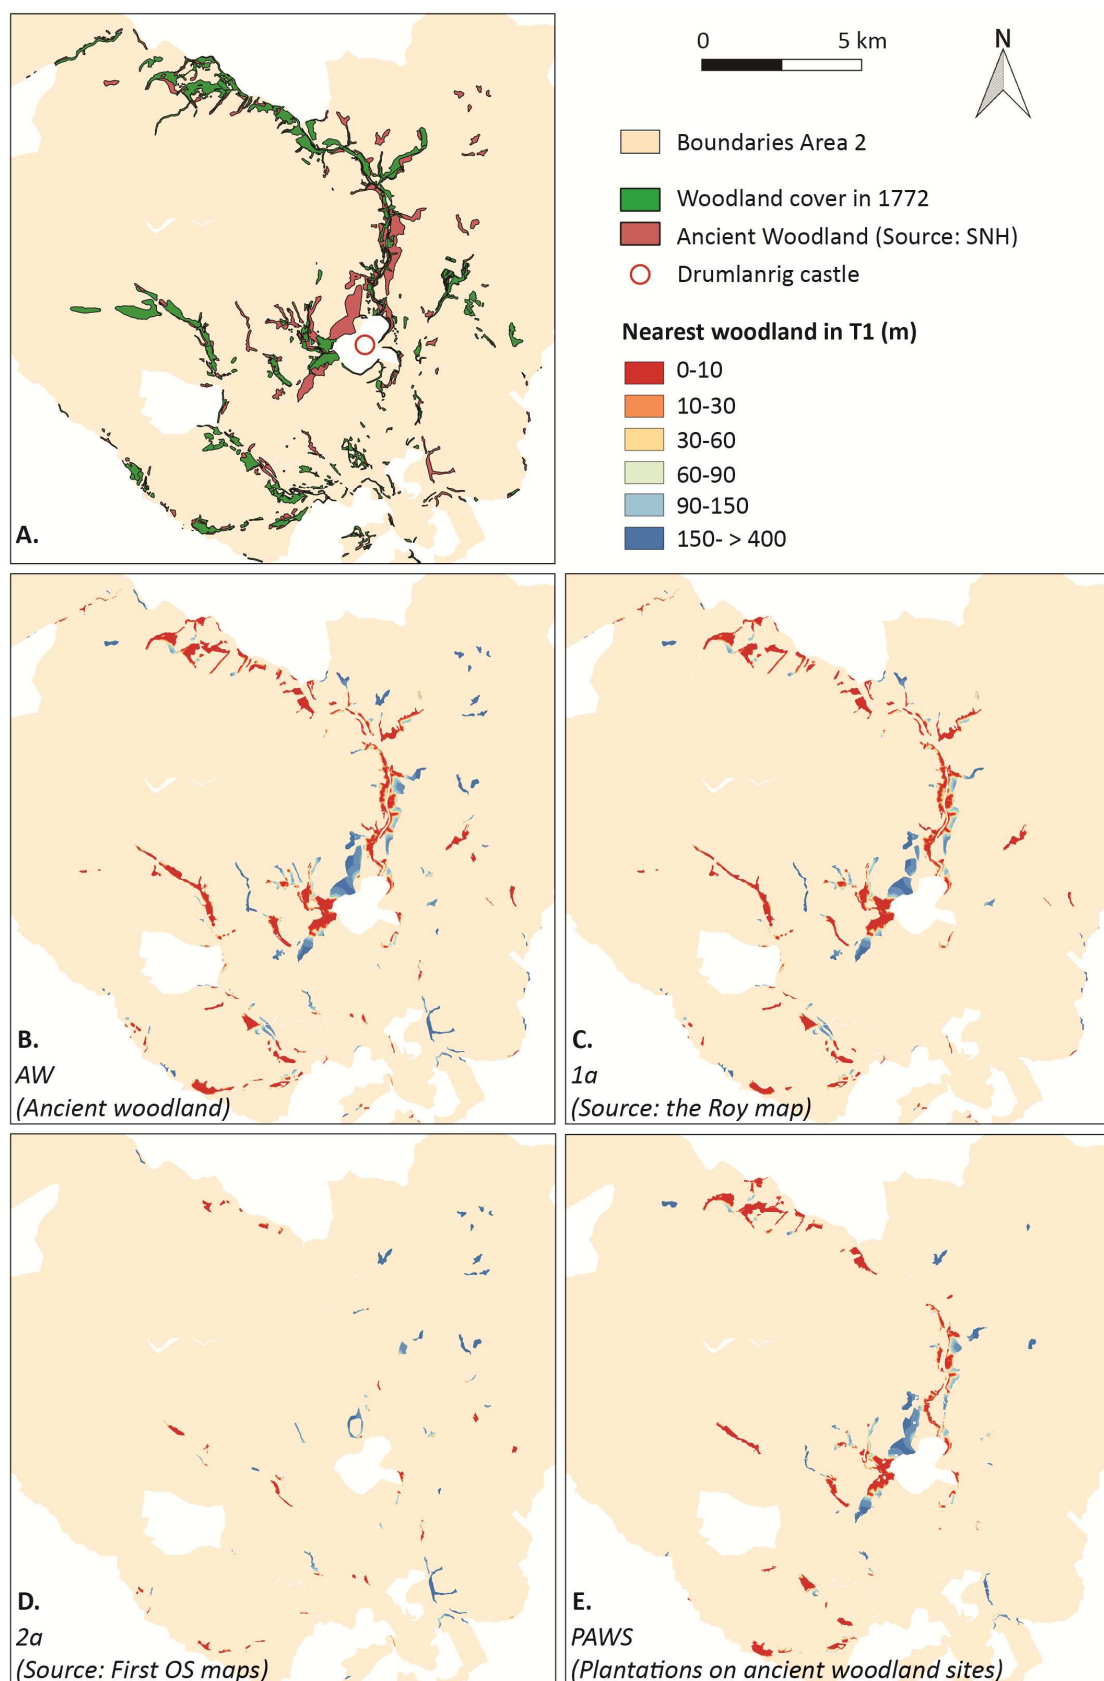 0 5 km
N
Boundaries Area 2
Woodland cover in 1772
Ancient Woodland (Source: SNH)
Drumlanrig castle
Nearest woodland in T1 (m)
0-10
10-30
30-60
60-90
90-150
150- > 400
A.
B.
AW
(Ancient woodland)
C.
1a
(Source: the Roy map)
D.
2a
(Source: First OS maps)
E.
PAWS
(Plantations on ancient woodland sites)